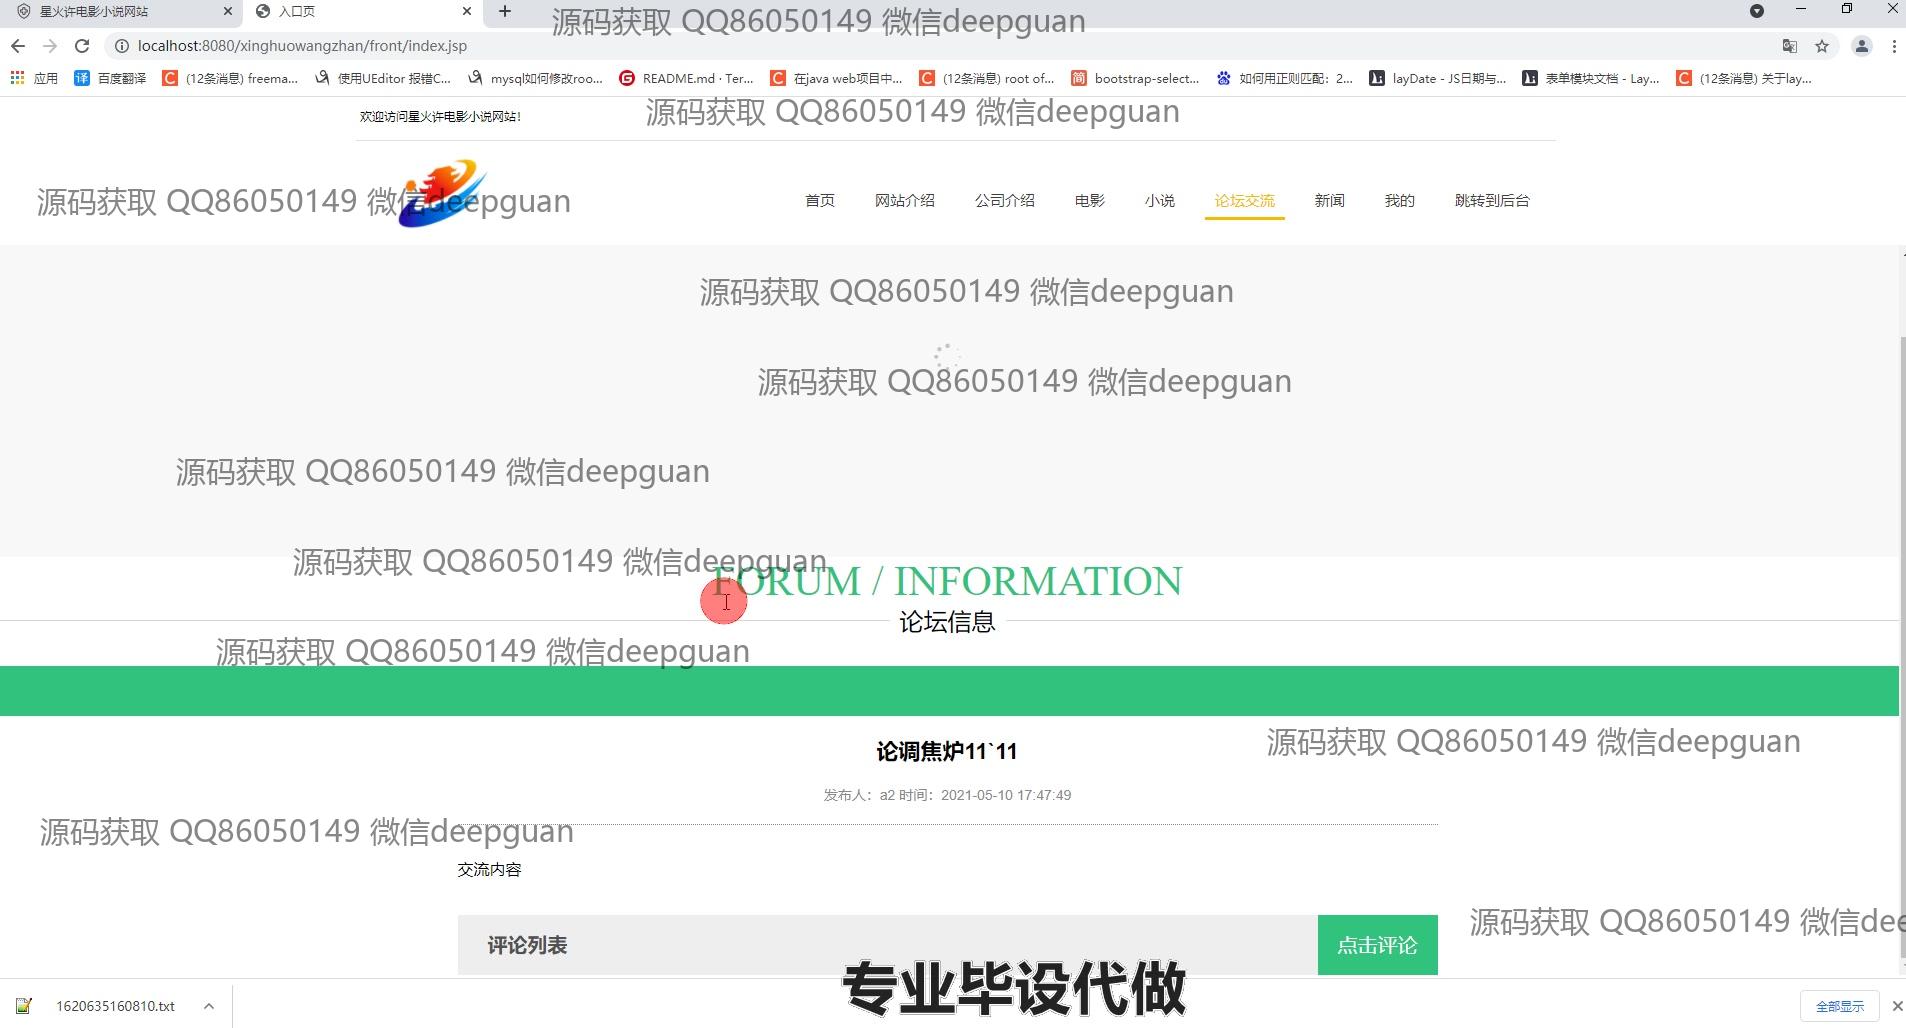 星火许电影小说网站
入口页
源码获取 QQ86050149 微信deepguan
localhost:8080/xinghuowangzhan/front/index.jsp
应用
百度翻译
(12条消息) freema...
使用UEditor 报错C...
mysql如何修改roo...
README.md · Ter...
在java web项目中...
(12条消息) root of...
bootstrap-select...
如何用正则匹配：2...
layDate - JS日期与...
表单模块文档 - Lay...
(12条消息) 关于lay...
欢迎访问星火许电影小说网站!
源码获取 QQ86050149 微信deepguan
源码获取 QQ86050149 微信deepguan
首页
网站介绍
公司介绍
电影
小说
论坛交流
新闻
我的
跳转到后台
源码获取 QQ86050149 微信deepguan
源码获取 QQ86050149 微信deepguan
源码获取 QQ86050149 微信deepguan
源码获取 QQ86050149 微信deepguan
FORUM / INFORMATION
论坛信息
源码获取 QQ86050149 微信deepguan
论调焦炉11`11
源码获取 QQ86050149 微信deepguan
发布人：a2 时间：2021-05-10 17:47:49
源码获取 QQ86050149 微信deepguan
交流内容
源码获取 QQ86050149 微信dee
评论列表
点击评论
专业毕设代做
1620635160810.txt
全部显示